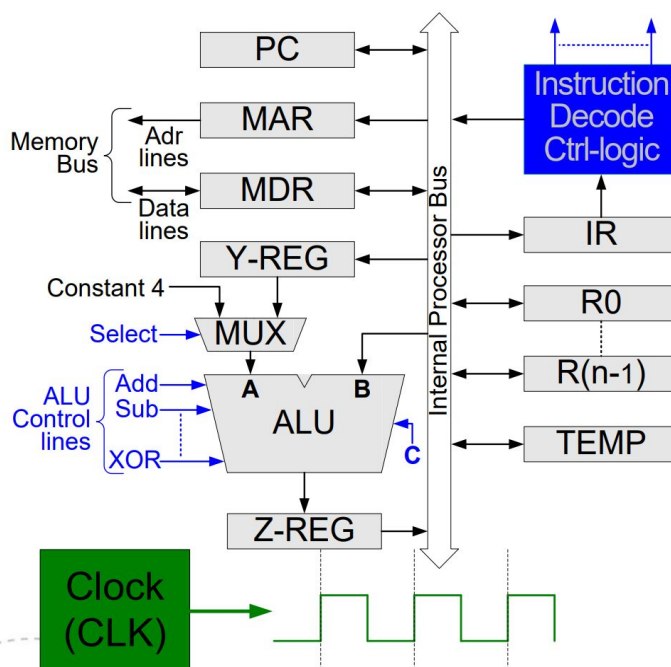 PC
MAR
MDR
Memory
Bus
Adr
lines
Data
lines
Y-REG
Constant 4
Select
MUX
A
B
ALU
ALU
Control
lines
Add
Sub
XOR
C
Z-REG
Internal Processor Bus
Instruction
Decode
Ctrl-logic
IR
R0
R(n-1)
TEMP
Clock
(CLK)